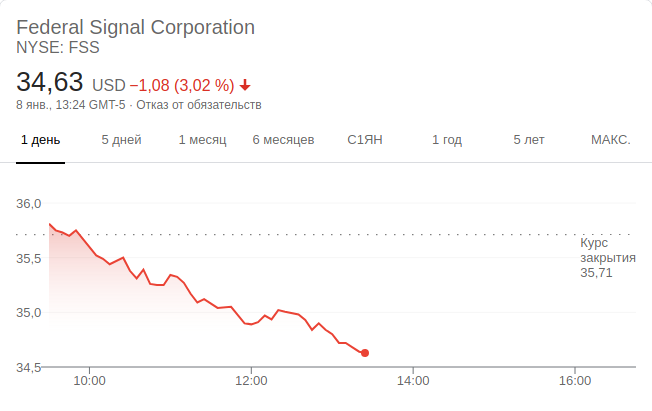 Federal Signal Corporation
NYSE: FSS
34,63 USD −1,08 (3,02 %)
8 янв., 13:24 GMT-5 · Отказ от обязательств
1 день 5 дней 1 месяц 6 месяцев С1ЯН 1 год 5 лет МАКС.
36,0
Курс
закрытия
35,71
35,5
35,0
34,5
10:00 12:00 14:00 16:00